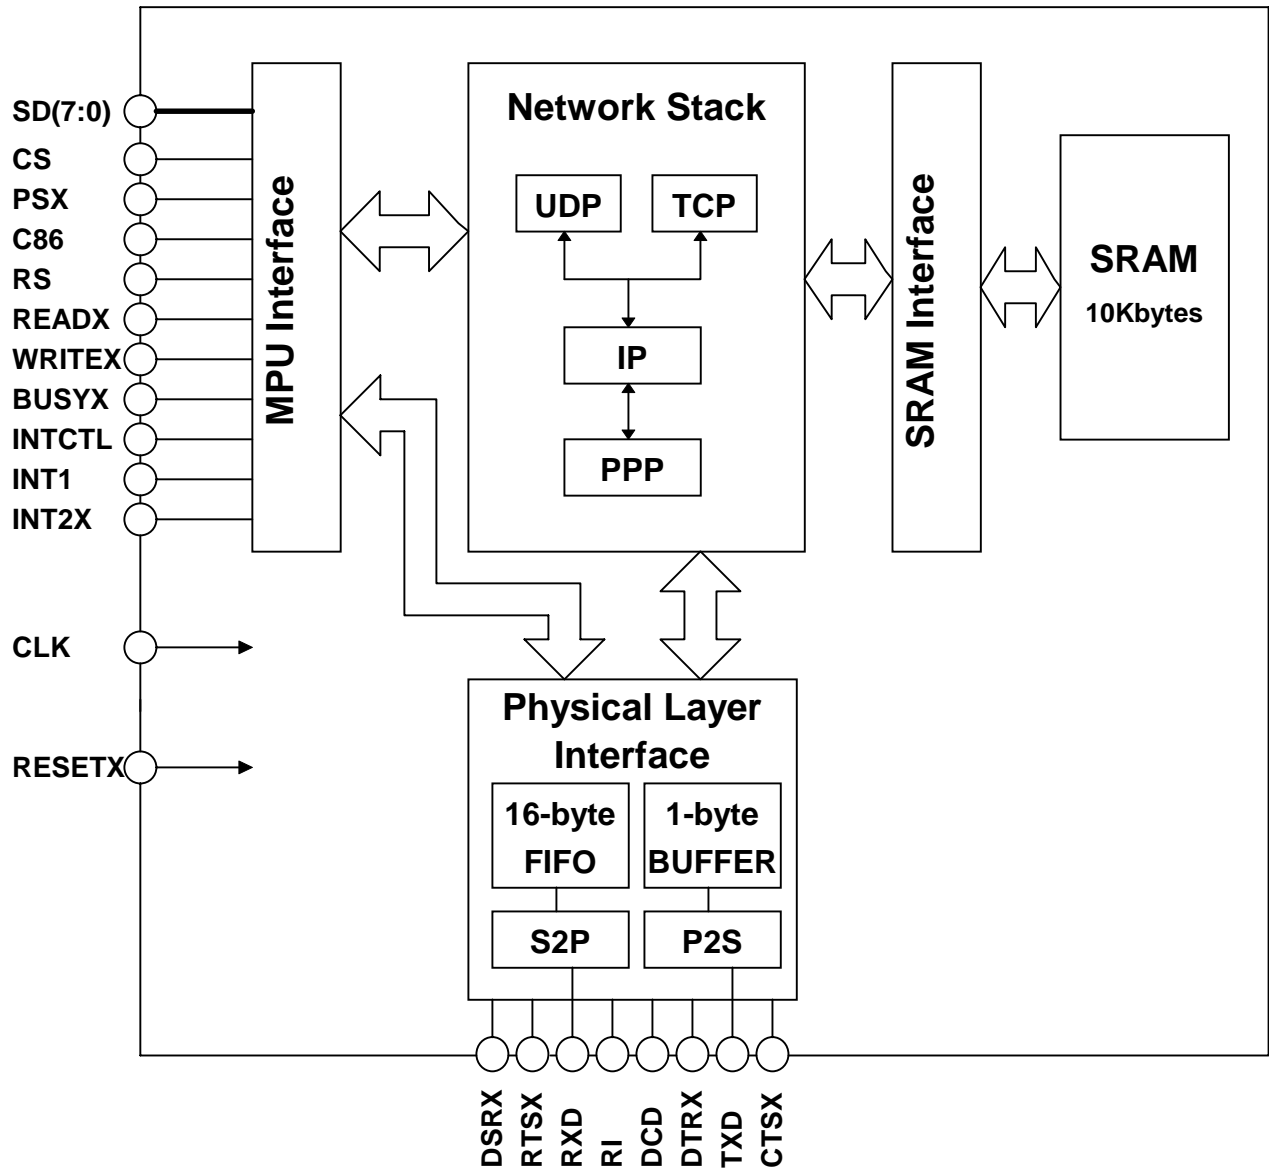 SD(7:0)
CS
PSX
C86
RS
READX
WRITEX
BUSYX
INTCTL
INT1
INT2X
CLK
RESETX
MPU Interface
Network Stack
UDP
TCP
IP
PPP
SRAM Interface
SRAM
10Kbytes
Physical Layer
Interface
16-byte
FIFO
1-byte
BUFFER
S2P
P2S
DSRX
RTSX
RXD
RI
DCD
DTRX
TXD
CTSX